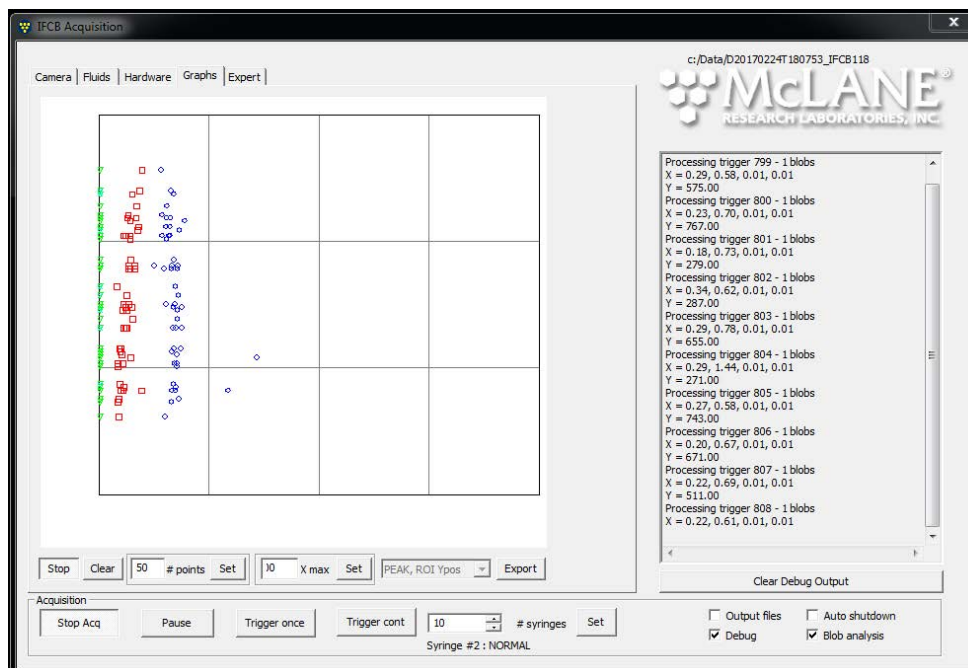 IFCB Acquisition
x
c:/Data/D20170224T180753_IFCB118
Camera Fluids Hardware Graphs Expert
McLANE
RESEARCH LABORATORIES, INC.
Processing trigger 799 - 1 blobs
X = 0.29, 0.58, 0.01, 0.01
Y = 575.00
Processing trigger 800 - 1 blobs
X = 0.23, 0.70, 0.01, 0.01
Y = 767.00
Processing trigger 801 - 1 blobs
X = 0.18, 0.73, 0.01, 0.01
Y = 279.00
Processing trigger 802 - 1 blobs
X = 0.34, 0.62, 0.01, 0.01
Y = 287.00
Processing trigger 803 - 1 blobs
X = 0.29, 0.78, 0.01, 0.01
Y = 655.00
Processing trigger 804 - 1 blobs
X = 0.29, 1.44, 0.01, 0.01
Y = 271.00
Processing trigger 805 - 1 blobs
X = 0.27, 0.58, 0.01, 0.01
Y = 743.00
Processing trigger 806 - 1 blobs
X = 0.20, 0.67, 0.01, 0.01
Y = 671.00
Processing trigger 807 - 1 blobs
X = 0.22, 0.69, 0.01, 0.01
Y = 511.00
Processing trigger 808 - 1 blobs
X = 0.22, 0.61, 0.01, 0.01
Stop Clear 50 # points Set X max Set PEAK, ROI Ypos Export
Clear Debug Output
Acquisition
Stop Acq Pause Trigger once Trigger cont 10 # syringes Set
Syringe #2 : NORMAL
Output files Auto shutdown
Debug Blob analysis